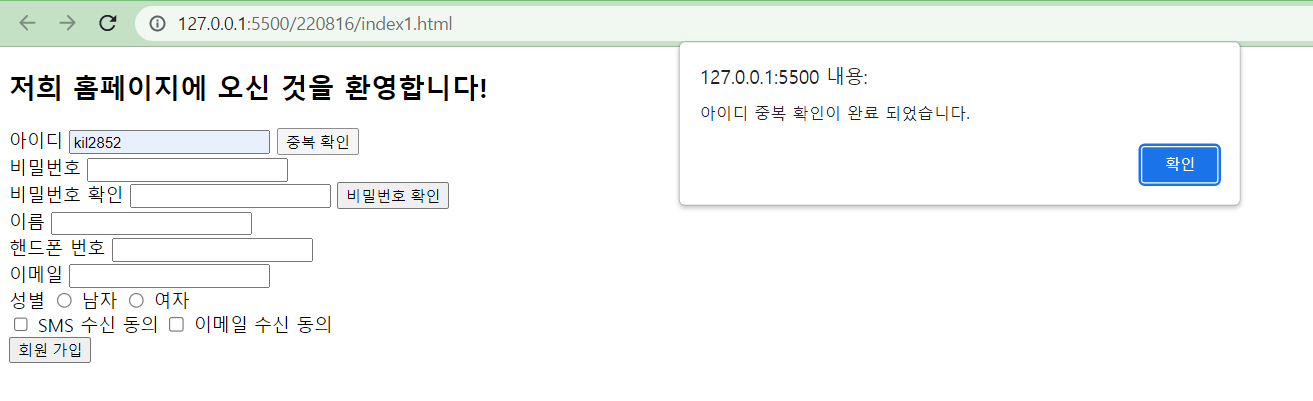 127.0.0.1:5500/220816/index1.html
127.0.0.1:5500 내용:
아이디 중복 확인이 완료 되었습니다.
확인
저희 홈페이지에 오신 것을 환영합니다!
아이디 kil2852 중복 확인
비밀번호
비밀번호 확인 비밀번호 확인
이름
핸드폰 번호
이메일
성별 남자 여자
SMS 수신 동의 이메일 수신 동의
회원 가입